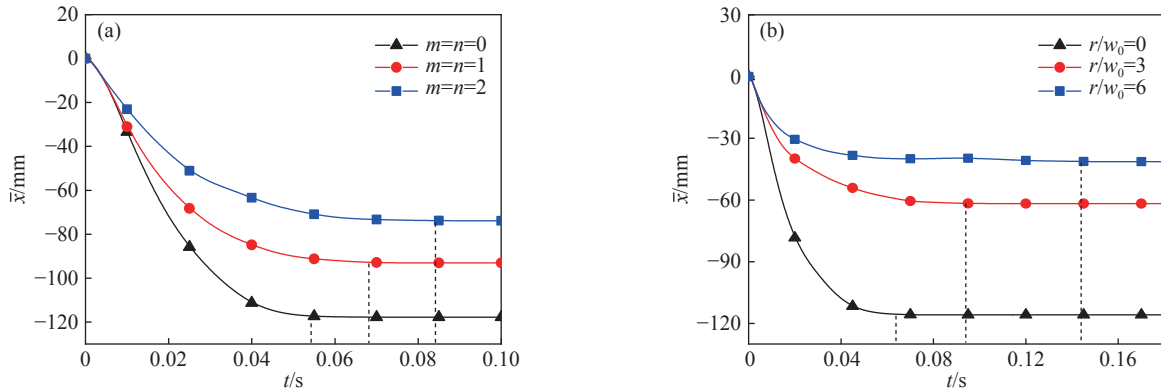 (a)
m=n=0
m=n=1
m=n=2
20
0
−20
−40
−60
−80
−100
−120
x̄/mm
0
0.02
0.04
0.06
0.08
0.10
t/s
(b)
r/w₀=0
r/w₀=3
r/w₀=6
30
0
−30
−60
−90
−120
x̄/mm
0
0.04
0.08
0.12
0.16
t/s